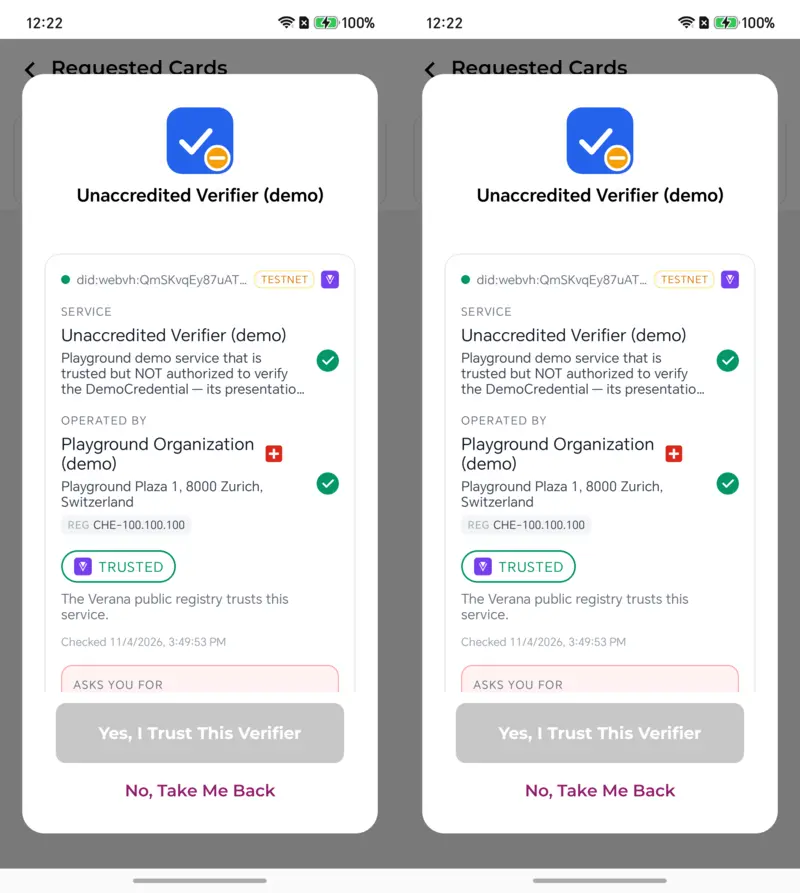 12:22
100%
Requested Cards
Unaccredited Verifier (demo)
did:webvh:QmSKvqEy87uAT...
TESTNET
SERVICE
Unaccredited Verifier (demo)
Playground demo service that is
trusted but NOT authorized to verify
the DemoCredential — its presentatio...
OPERATED BY
Playground Organization
(demo)
Playground Plaza 1, 8000 Zurich,
Switzerland
REG CHE-100.100.100
TRUSTED
The Verana public registry trusts this
service.
Checked 11/4/2026, 3:49:53 PM
ASKS YOU FOR
Yes, I Trust This Verifier
No, Take Me Back
12:22
100%
Requested Cards
Unaccredited Verifier (demo)
did:webvh:QmSKvqEy87uAT...
TESTNET
SERVICE
Unaccredited Verifier (demo)
Playground demo service that is
trusted but NOT authorized to verify
the DemoCredential — its presentatio...
OPERATED BY
Playground Organization
(demo)
Playground Plaza 1, 8000 Zurich,
Switzerland
REG CHE-100.100.100
TRUSTED
The Verana public registry trusts this
service.
Checked 11/4/2026, 3:49:53 PM
ASKS YOU FOR
Yes, I Trust This Verifier
No, Take Me Back